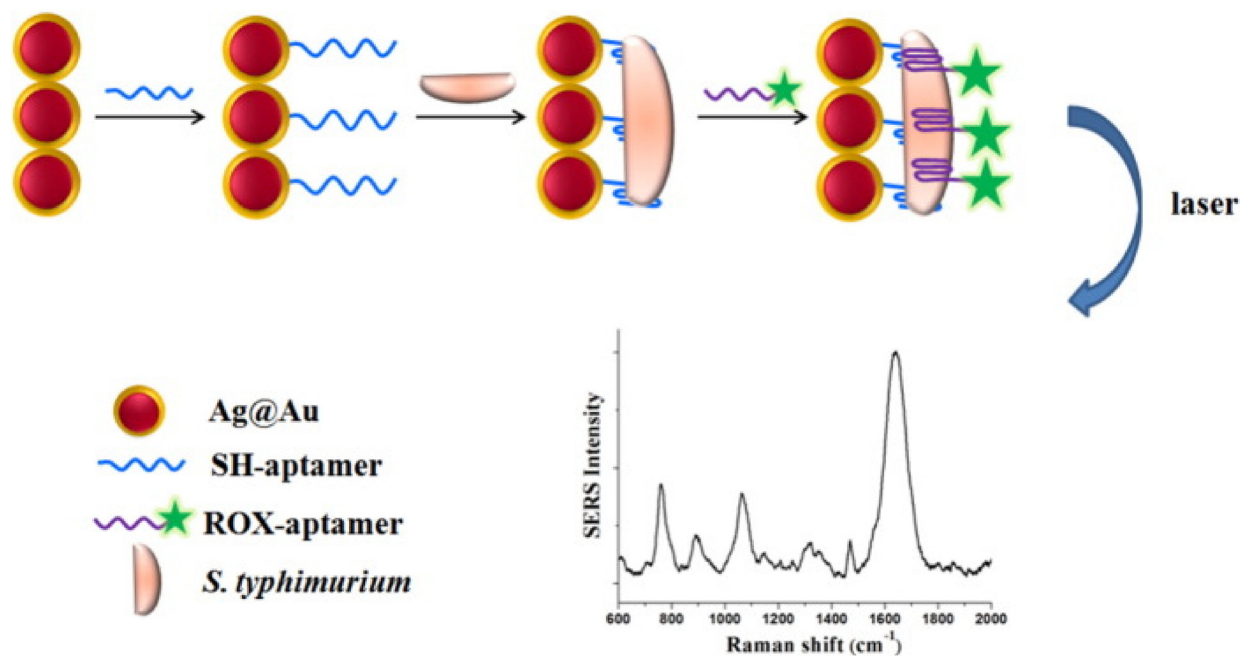 laser
Ag@Au
SH-aptamer
ROX-aptamer
S. typhimurium
SERS Intensity
600 800 1000 1200 1400 1600 1800 2000
Raman shift (cm⁻¹)